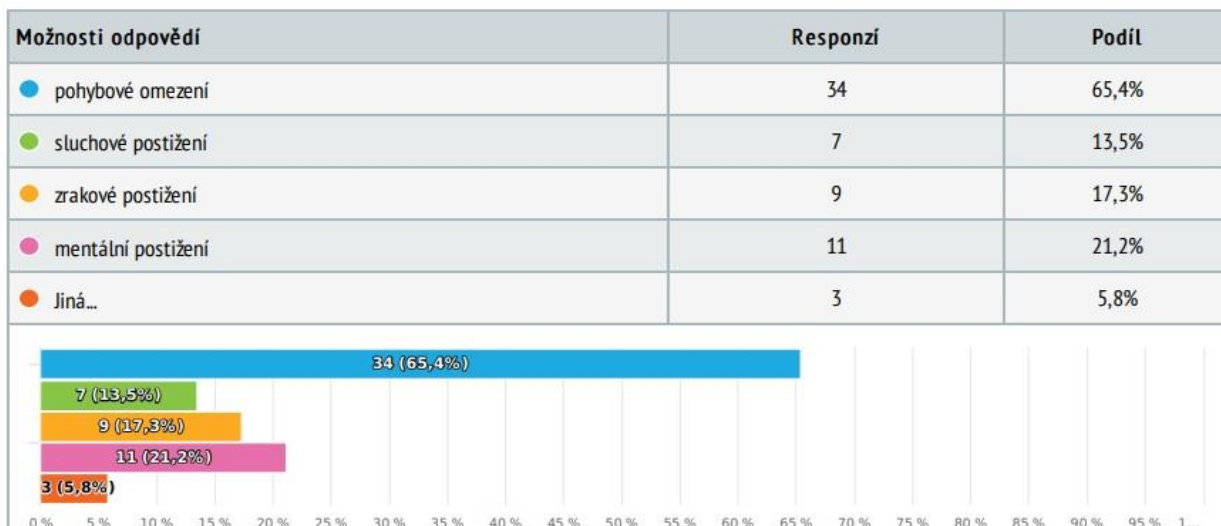 Možnosti odpovědí Responzí Podíl
pohybové omezení 34 65,4%
sluchové postižení 7 13,5%
zrakové postižení 9 17,3%
mentální postižení 11 21,2%
Jiná... 3 5,8%
34 (65,4%)
7 (13,5%)
9 (17,3%)
11 (21,2%)
3 (5,8%)
0 % 5 % 10 % 15 % 20 % 25 % 30 % 35 % 40 % 45 % 50 % 55 % 60 % 65 % 70 % 75 % 80 % 85 % 90 % 95 % 1...